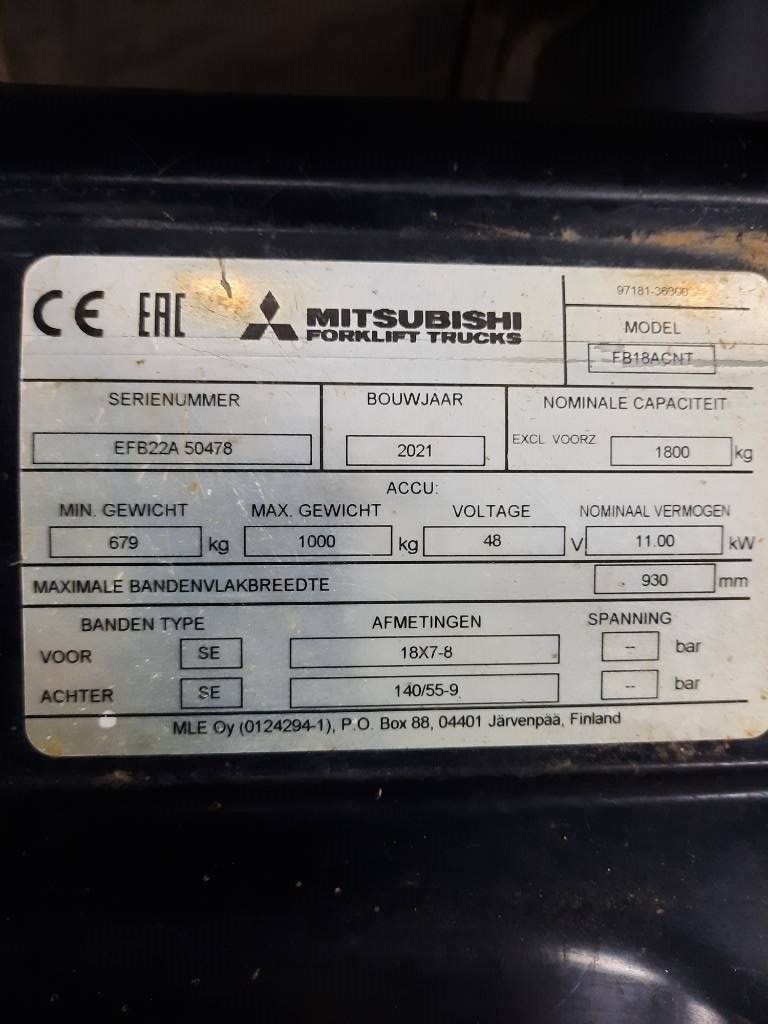 CE EAC MITSUBISHI
FORKLIFT TRUCKS
97181-36300
MODEL
FB18ACNT
SERIENUMMER
EFB22A 50478
BOUWJAAR
2021
NOMINALE CAPACITEIT
EXCL VOORZ 1800 kg
ACCU:
MIN. GEWICHT MAX. GEWICHT VOLTAGE NOMINAAL VERMOGEN
679 kg 1000 kg 48 V 11.00 kW
MAXIMALE BANDENVLAKBREEDTE 930 mm
BANDEN TYPE AFMETINGEN SPANNING
VOOR SE 18X7-8 -- bar
ACHTER SE 140/55-9 -- bar
MLE Oy (0124294-1), P.O. Box 88, 04401 Järvenpää, Finland